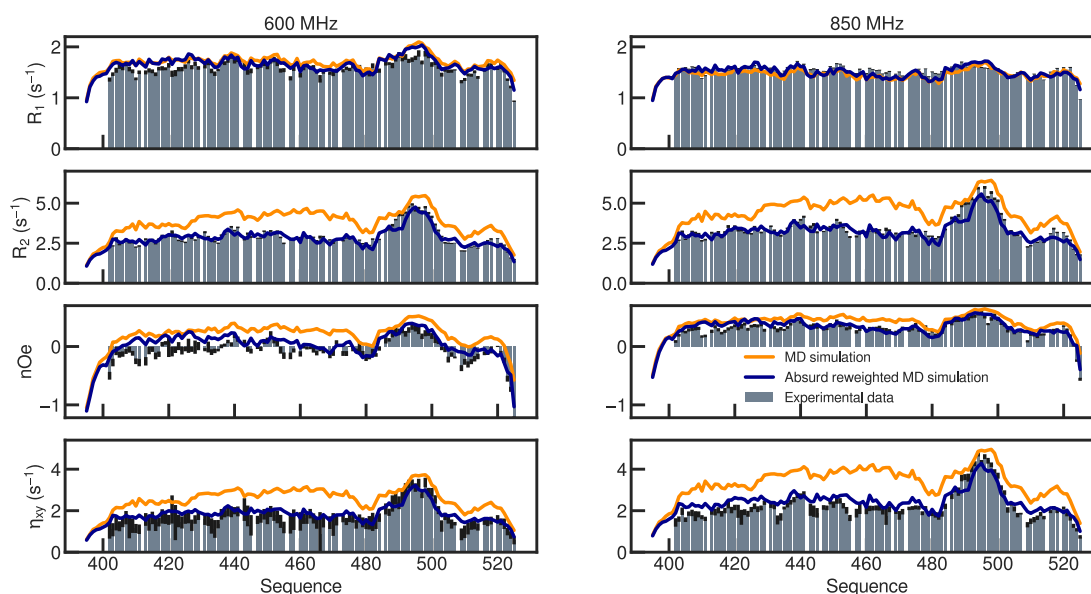 600 MHz
850 MHz
R1 (s−1)
2
1
0
2
1
0
R2 (s−1)
5.0
2.5
0.0
5.0
2.5
0.0
nOe
0
−1
0
−1
MD simulation
Absurd reweighted MD simulation
Experimental data
ηxy (s−1)
4
2
0
4
2
0
400 420 440 460 480 500 520
400 420 440 460 480 500 520
Sequence
Sequence